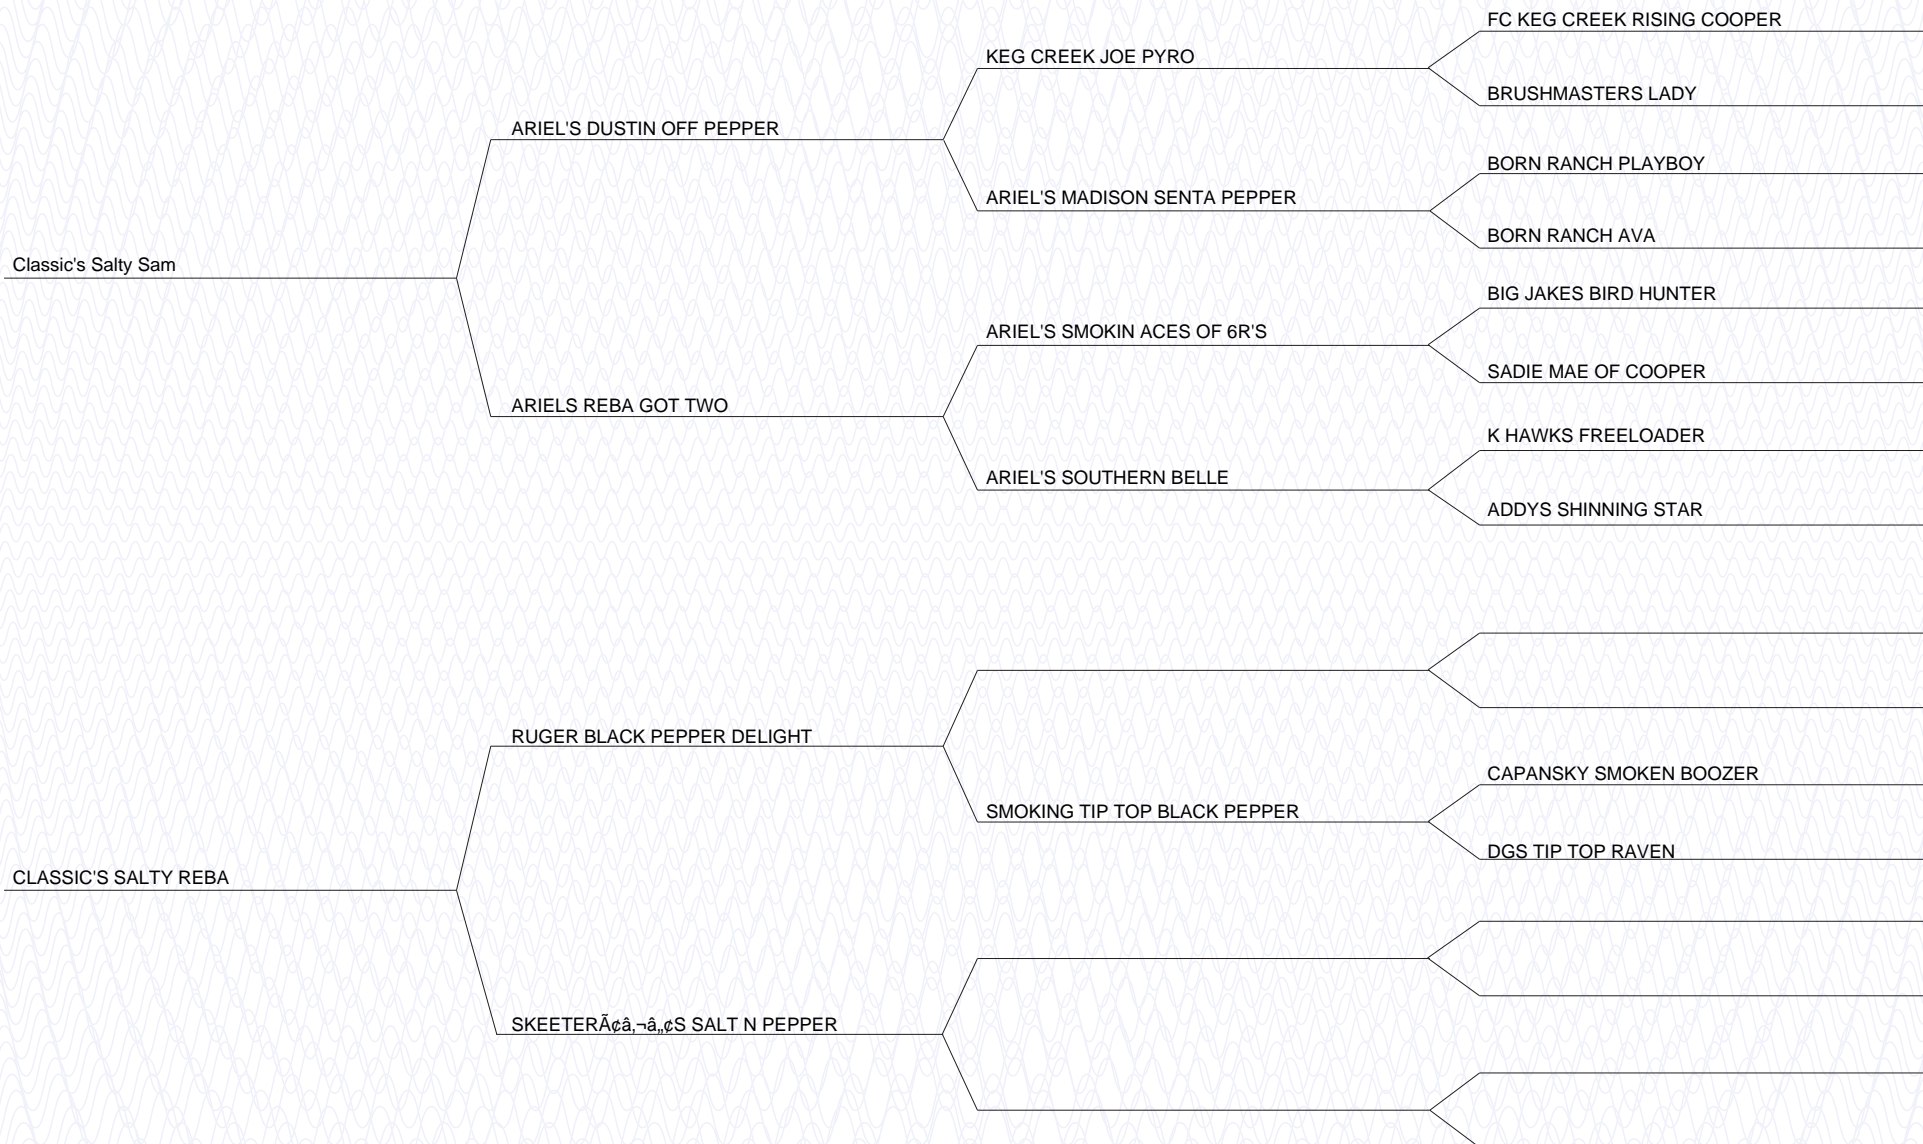 FC KEG CREEK RISING COOPER
KEG CREEK JOE PYRO
BRUSHMASTERS LADY
ARIEL'S DUSTIN OFF PEPPER
BORN RANCH PLAYBOY
ARIEL'S MADISON SENTA PEPPER
BORN RANCH AVA
Classic's Salty Sam
BIG JAKES BIRD HUNTER
ARIEL'S SMOKIN ACES OF 6R'S
SADIE MAE OF COOPER
ARIELS REBA GOT TWO
K HAWKS FREELOADER
ARIEL'S SOUTHERN BELLE
ADDYS SHINNING STAR
RUGER BLACK PEPPER DELIGHT
CAPANSKY SMOKEN BOOZER
SMOKING TIP TOP BLACK PEPPER
DGS TIP TOP RAVEN
CLASSIC'S SALTY REBA
SKEETERÃ¢â‚¬â„¢S SALT N PEPPER